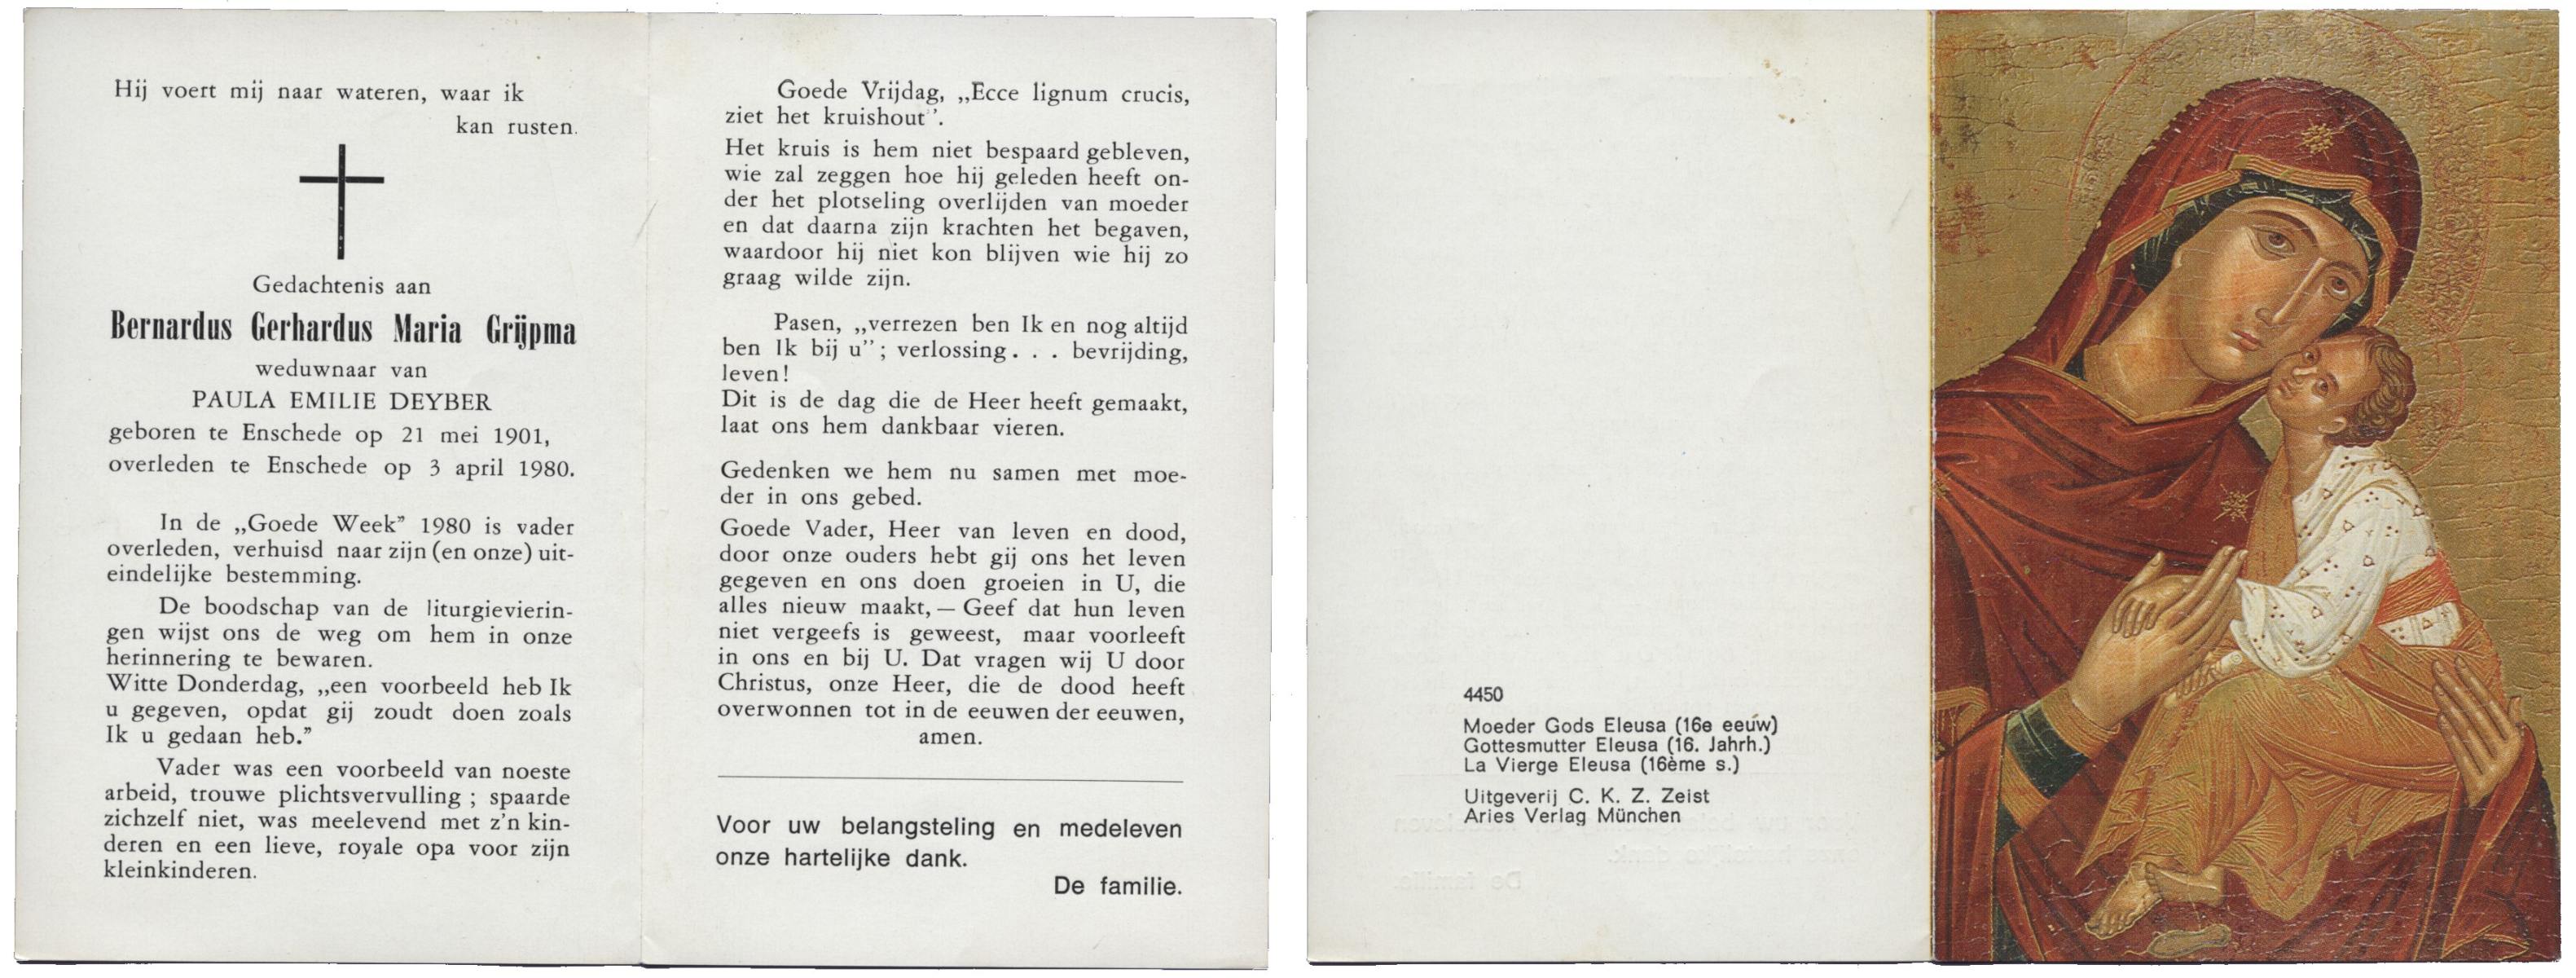 Hij voert mij naar wateren, waar ik
kan rusten.
Gedachtenis aan
Bernardus Gerhardus Maria Grijpma
weduwnaar van
PAULA EMILIE DEYBER
geboren te Enschede op 21 mei 1901,
overleden te Enschede op 3 april 1980.
In de „Goede Week” 1980 is vader
overleden, verhuisd naar zijn (en onze) uit-
eindelijke bestemming.
De boodschap van de liturgievierin-
gen wijst ons de weg om hem in onze
herinnering te bewaren.
Witte Donderdag, „een voorbeeld heb Ik
u gegeven, opdat gij zoudt doen zoals
Ik u gedaan heb.”
Vader was een voorbeeld van noeste
arbeid, trouwe plichtsvervulling ; spaarde
zichzelf niet, was meelevend met z'n kin-
deren en een lieve, royale opa voor zijn
kleinkinderen.
Goede Vrijdag, „Ecce lignum crucis,
ziet het kruishout”.
Het kruis is hem niet bespaard gebleven,
wie zal zeggen hoe hij geleden heeft on-
der het plotseling overlijden van moeder
en dat daarna zijn krachten het begaven,
waardoor hij niet kon blijven wie hij zo
graag wilde zijn.
Pasen, „verrezen ben Ik en nog altijd
ben Ik bij u” ; verlossing . . . bevrijding,
leven!
Dit is de dag die de Heer heeft gemaakt,
laat ons hem dankbaar vieren.
Gedenken we hem nu samen met moe-
der in ons gebed.
Goede Vader, Heer van leven en dood,
door onze ouders hebt gij ons het leven
gegeven en ons doen groeien in U, die
alles nieuw maakt, — Geef dat hun leven
niet vergeefs is geweest, maar voorleeft
in ons en bij U. Dat vragen wij U door
Christus, onze Heer, die de dood heeft
overwonnen tot in de eeuwen der eeuwen,
amen.
Voor uw belangsteling en medeleven
onze hartelijke dank.
De familie.
4450
Moeder Gods Eleusa (16e eeuw)
Gottesmutter Eleusa (16. Jahrh.)
La Vierge Eleusa (16ème s.)
Uitgeverij C. K. Z. Zeist
Aries Verlag München